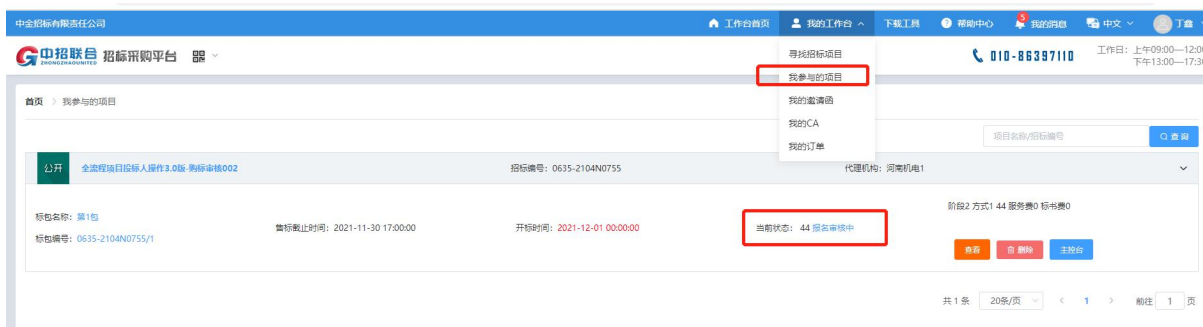 中金招标有限责任公司
工作台首页
我的工作台
下载工具
帮助中心
5
我的消息
中文
丁鑫
中招联合
ZHONGZHAOUNITED
招标采购平台
010-86397110
工作日：上午09:00—12:00
下午13:00—17:30
寻找招标项目
我参与的项目
我的邀请函
我的CA
我的订单
首页 > 我参与的项目
项目名称/招标编号
查询
公开
全流程项目投标人操作3.0版-购标审核002
招标编号：0635-2104N0755
代理机构：河南机电1
标包名称：第1包
标包编号：0635-2104N0755/1
售标截止时间：2021-11-30 17:00:00
开标时间：2021-12-01 00:00:00
当前状态：44 报名审核中
阶段2 方式1 44 服务费0 标书费0
查看
删除
主控台
共 1 条
20条/页
< 1 >
前往 1 页